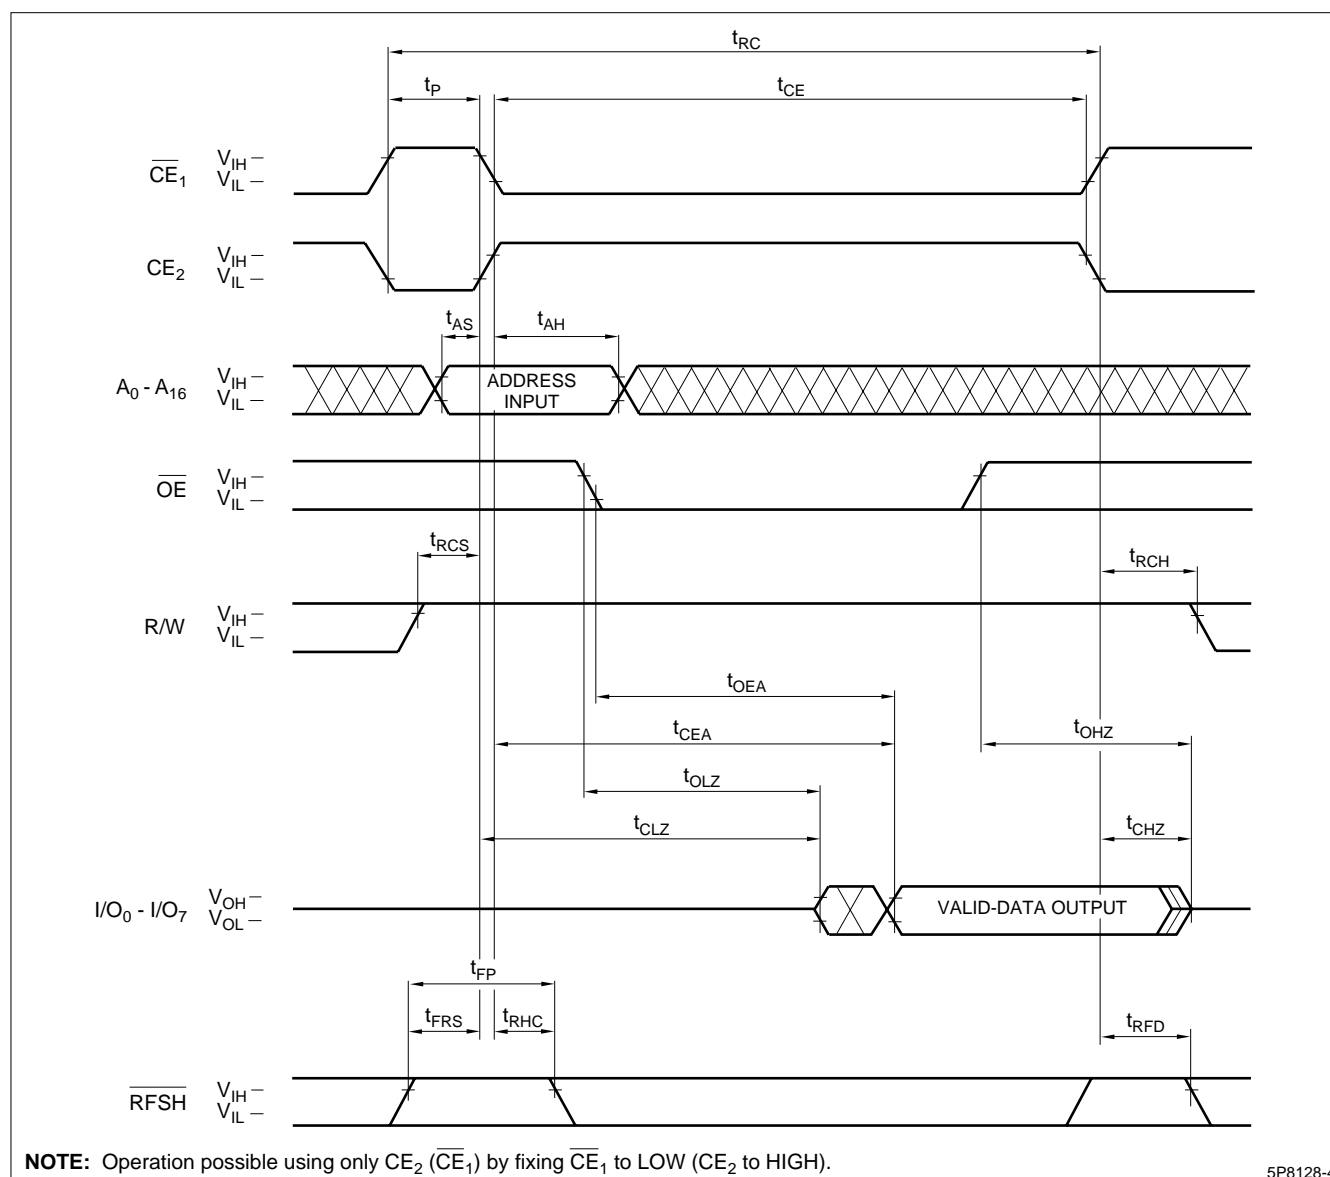 tRC
tP
tCE
CE1
VIH
VIL
CE2
VIH
VIL
tAS
tAH
A0 - A16
VIH
VIL
ADDRESS
INPUT
OE
VIH
VIL
tRCS
tRCH
R/W
VIH
VIL
tOEA
tCEA
tOHZ
tOLZ
tCLZ
tCHZ
I/O0 - I/O7
VOH
VOL
VALID-DATA OUTPUT
tFP
tFRS
tRHC
tRFD
RFSH
VIH
VIL
NOTE: Operation possible using only CE2 (CE1) by fixing CE1 to LOW (CE2 to HIGH).
5P8128-4